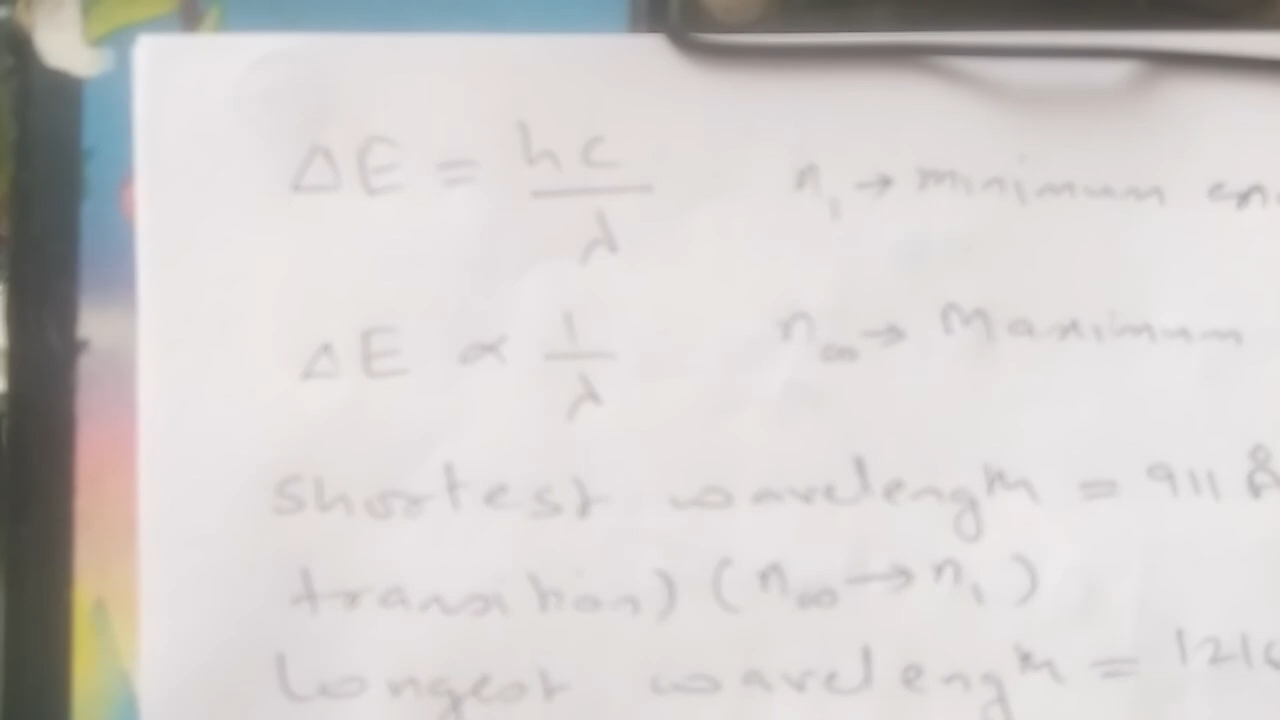 ΔE = hc/λ n₁ → minimum
ΔE ∝ 1/λ n∞ → Maximum
Shortest wavelength = 911 Å
transition) (n∞ → n₁)
Longest wavelength =